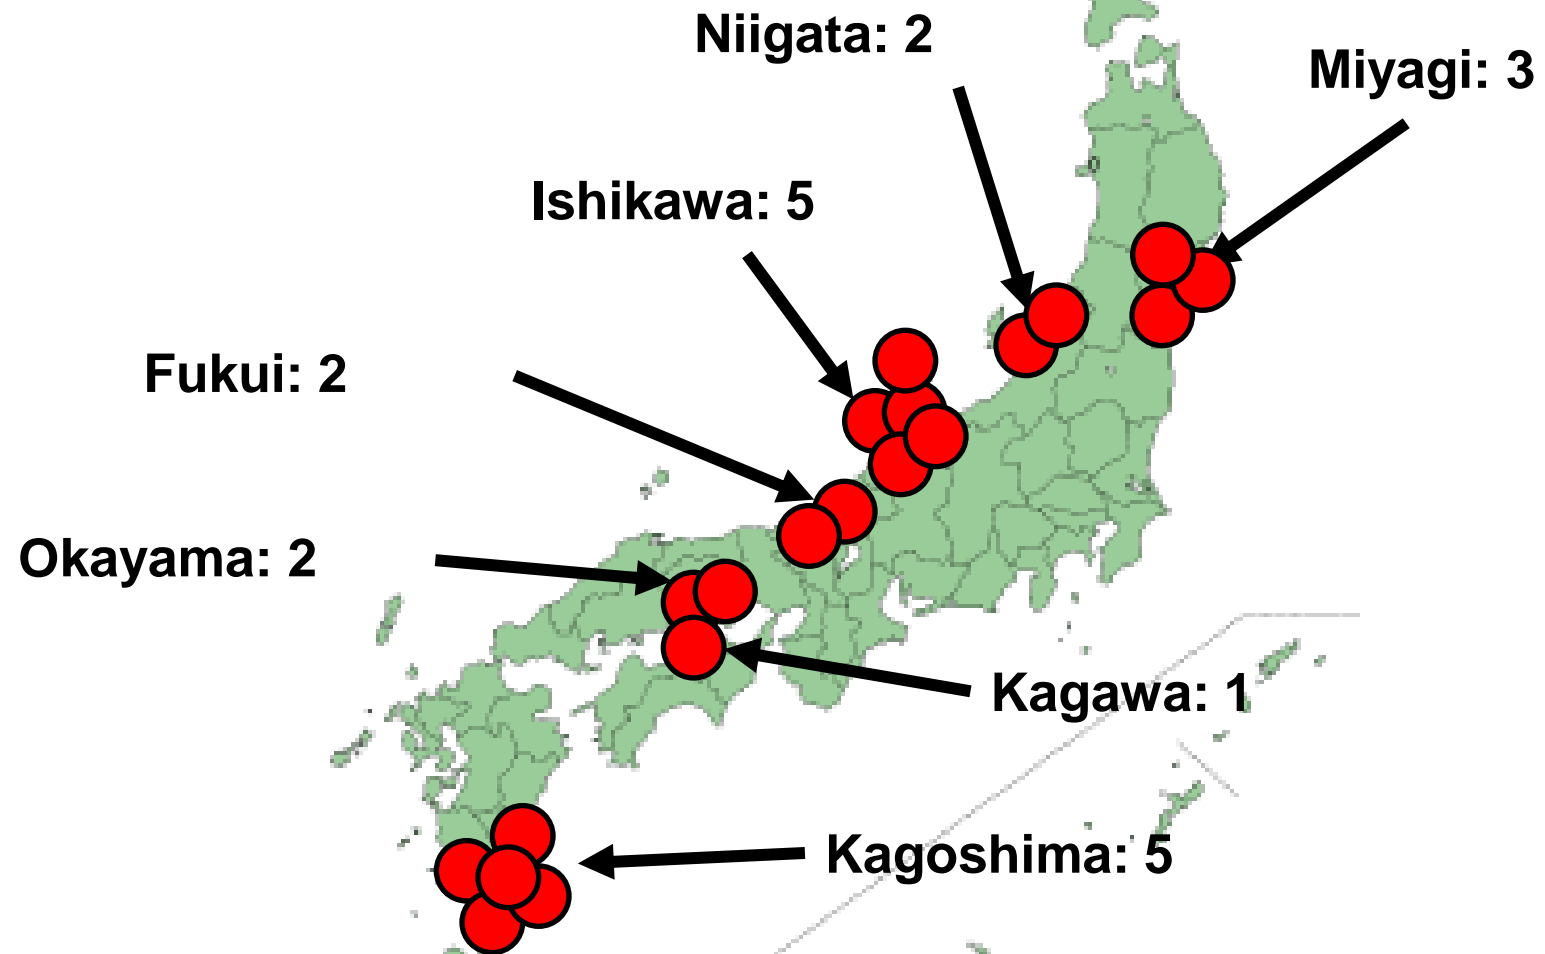 Niigata: 2
Miyagi: 3
Ishikawa: 5
Fukui: 2
Okayama: 2
Kagawa: 1
Kagoshima: 5